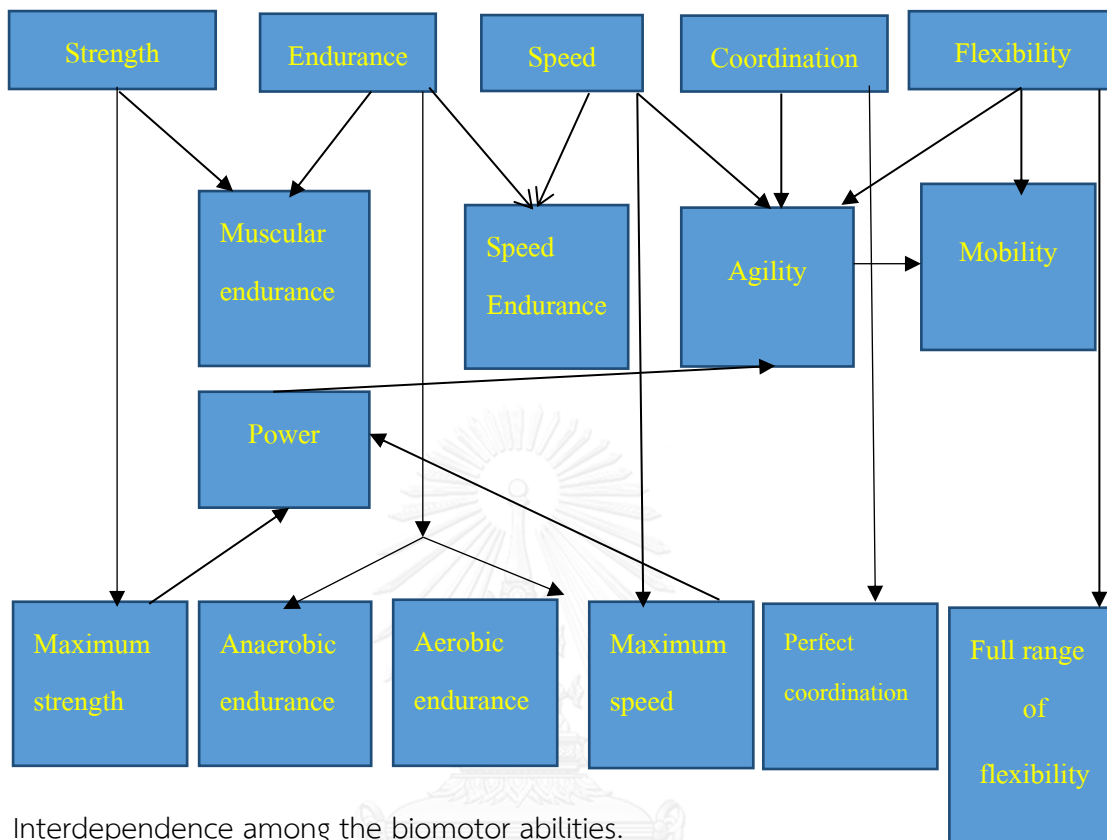 Strength
Endurance
Speed
Coordination
Flexibility
Muscular
endurance
Speed
Endurance
Agility
Mobility
Power
Maximum
strength
Anaerobic
endurance
Aerobic
endurance
Maximum
speed
Perfect
coordination
Full range
of
flexibility
Interdependence among the biomotor abilities.